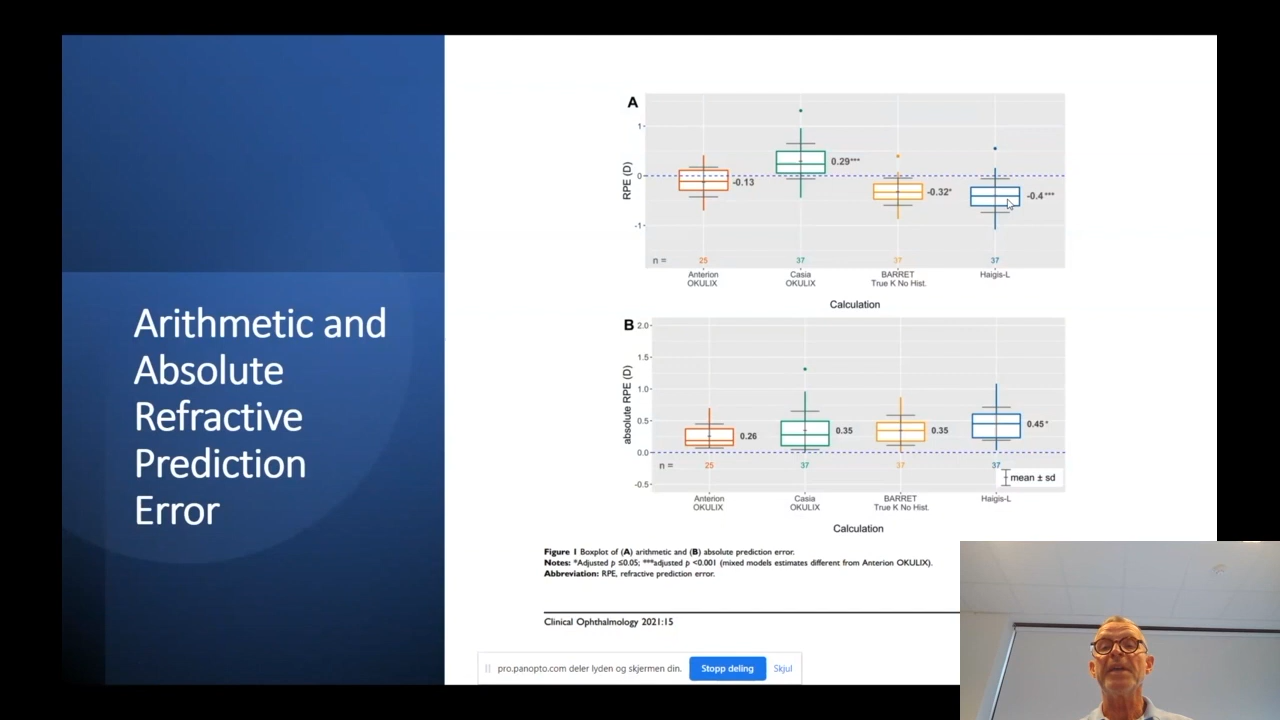 Arithmetic and
Absolute
Refractive
Prediction
Error
A
RPE (D)
1
0
-1
-0.13
0.29***
-0.32*
-0.4***
n =
25
37
37
37
Anterion
OKULIX
Casia
OKULIX
BARRET
True K No Hist.
Haigis-L
Calculation
B
absolute RPE (D)
2.0
1.5
1.0
0.5
0.0
-0.5
0.26
0.35
0.35
0.45*
n =
25
37
37
37
mean ± sd
Anterion
OKULIX
Casia
OKULIX
BARRET
True K No Hist.
Haigis-L
Calculation
Figure 1 Boxplot of (A) arithmetic and (B) absolute prediction error.
Notes: *Adjusted p ≤0.05; ***adjusted p <0.001 (mixed models estimates different from Anterion OKULIX).
Abbreviation: RPE, refractive prediction error.
Clinical Ophthalmology 2021:15
pro.panopto.com deler lyden og skjermen din.
Stopp deling
Skjul